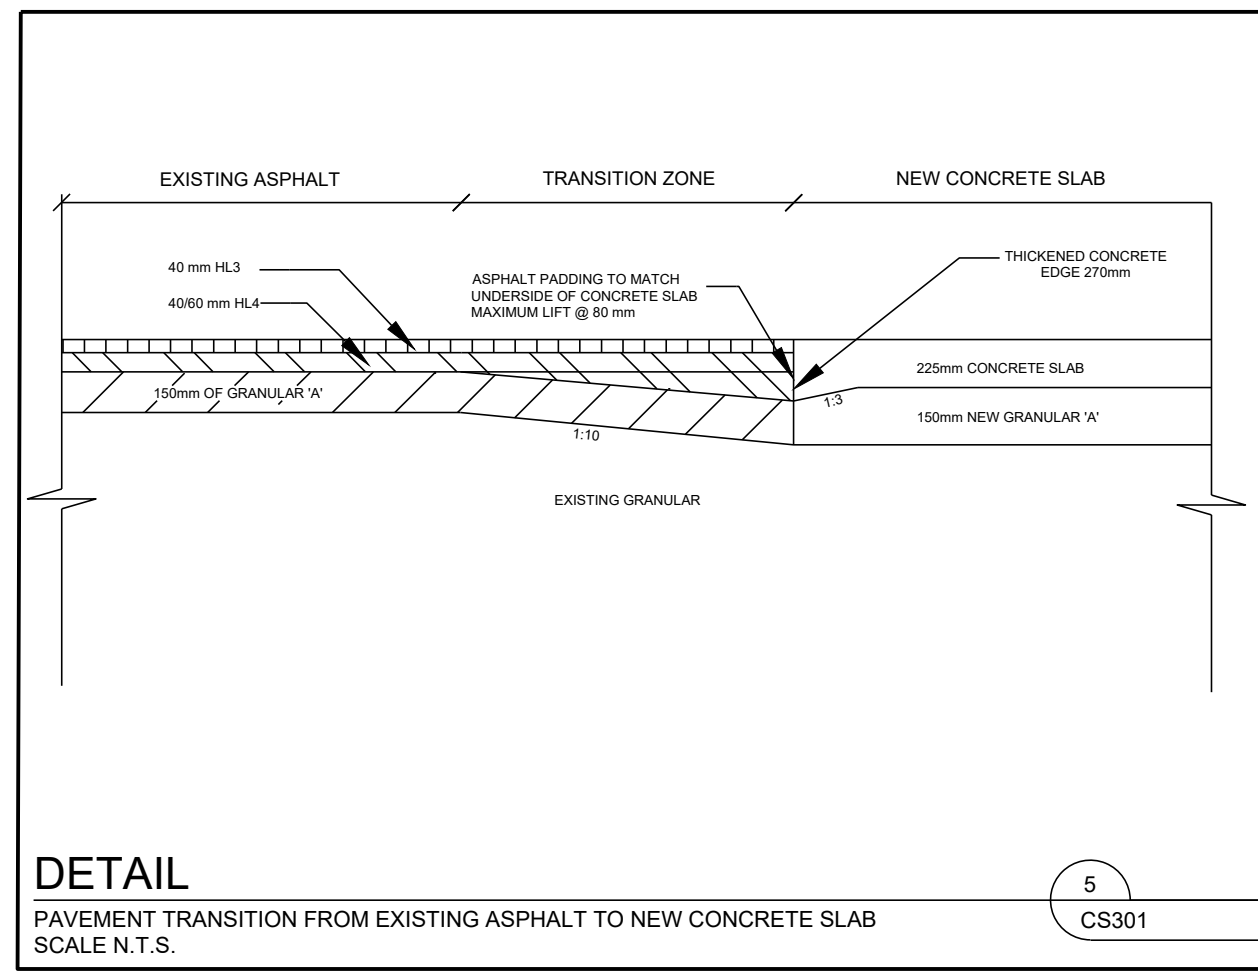 EXISTING ASPHALT
TRANSITION ZONE
NEW CONCRETE SLAB
40 mm HL3
40/60 mm HL4
ASPHALT PADDING TO MATCH
UNDERSIDE OF CONCRETE SLAB
MAXIMUM LIFT @ 80 mm
THICKENED CONCRETE
EDGE 270mm
225mm CONCRETE SLAB
150mm OF GRANULAR 'A'
1:3
150mm NEW GRANULAR 'A'
1:10
EXISTING GRANULAR
DETAIL
PAVEMENT TRANSITION FROM EXISTING ASPHALT TO NEW CONCRETE SLAB
SCALE N.T.S.
5
CS301